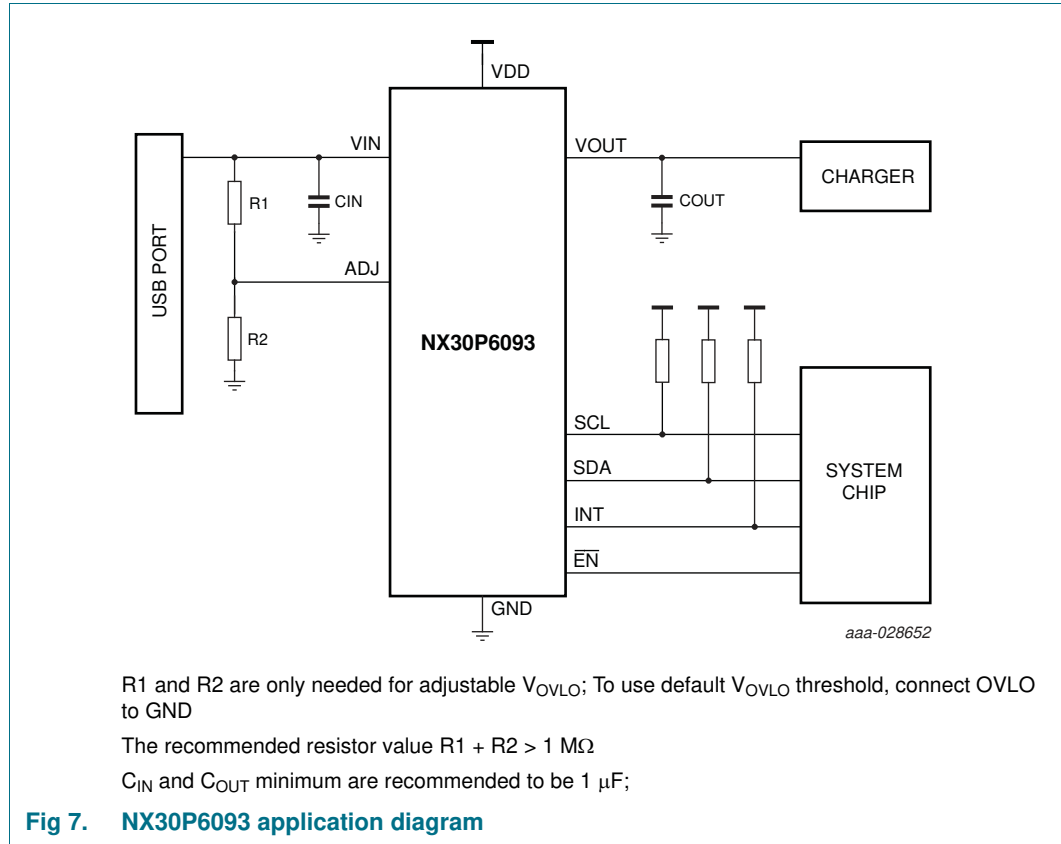 VDD
VIN
VOUT
USB PORT
R1
CIN
COUT
CHARGER
ADJ
R2
NX30P6093
SCL
SDA
INT
EN
SYSTEM
CHIP
GND
aaa-028652
R1 and R2 are only needed for adjustable VOVLO; To use default VOVLO threshold, connect OVLO
to GND
The recommended resistor value R1 + R2 > 1 MΩ
CIN and COUT minimum are recommended to be 1 μF;
Fig 7. NX30P6093 application diagram